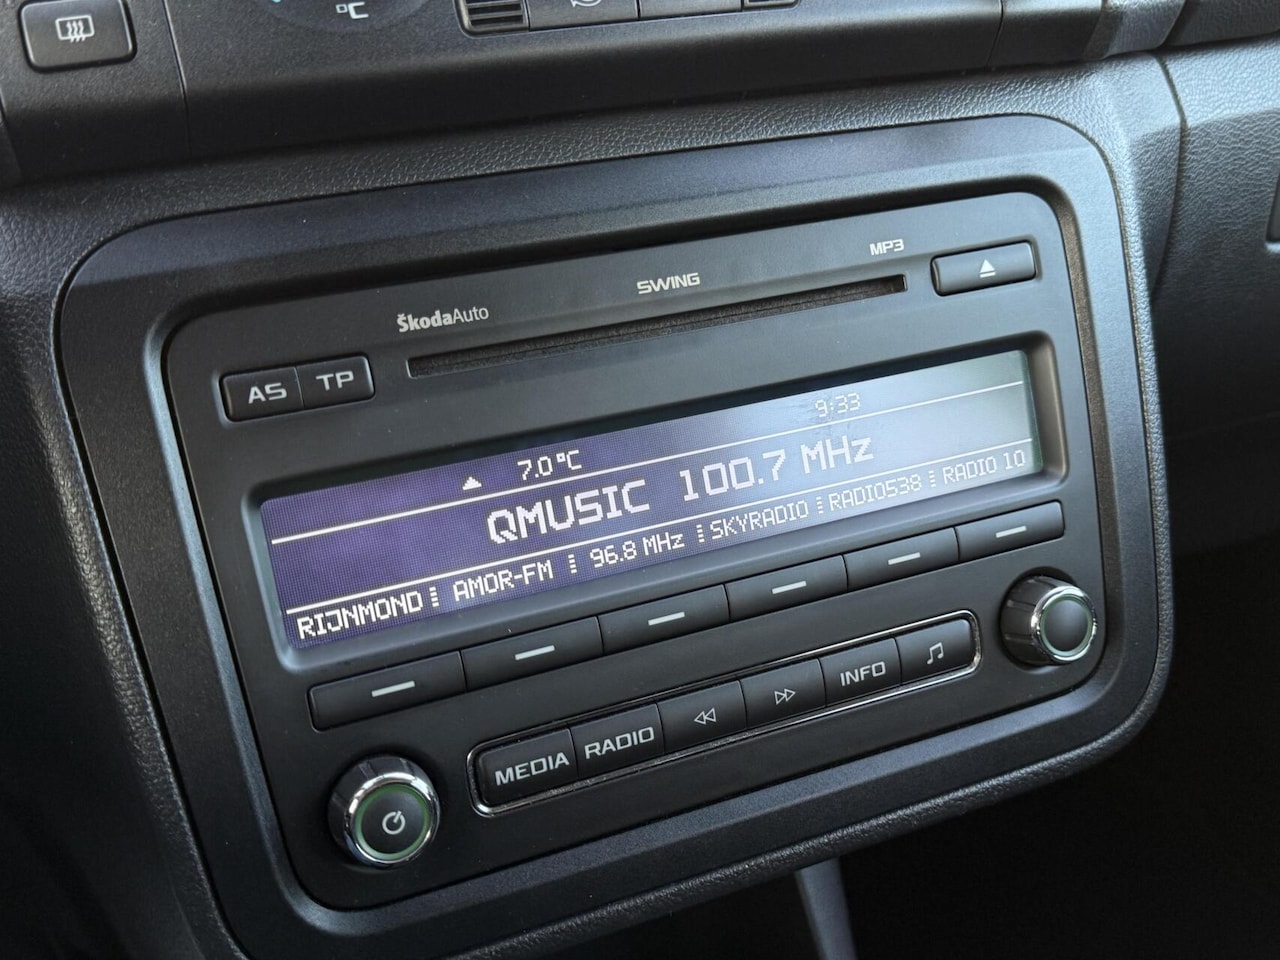 °C
MP3
SWING
ŠkodaAuto
AS TP
7.0°C 9:33
QMUSIC 100.7 MHz
RIJNMOND AMOR-FM 96.8 MHz SKYRADIO RADIO538 RADIO 10
MEDIA RADIO INFO